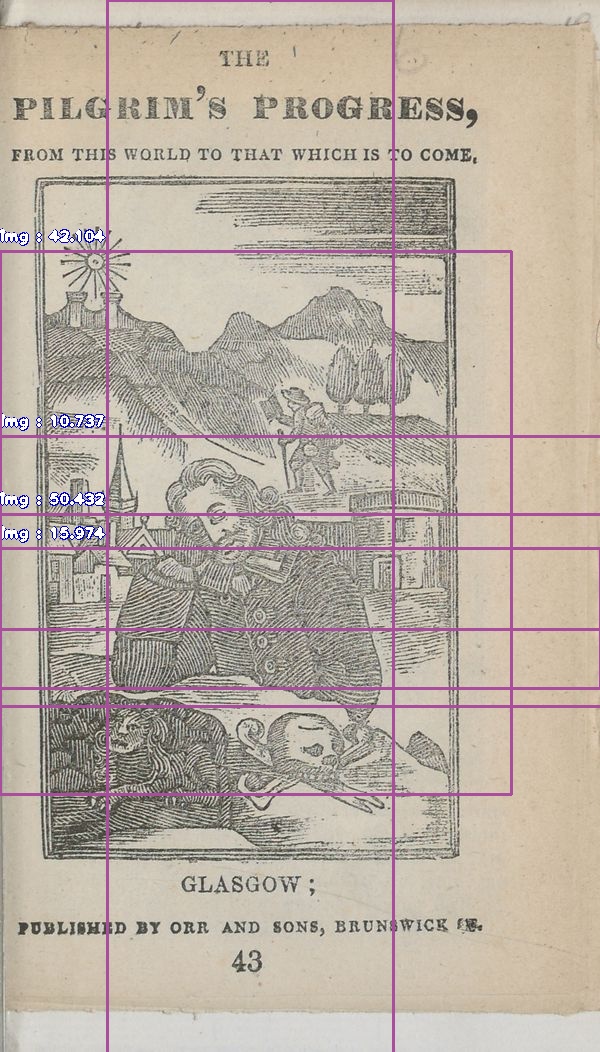 THE
PILGRIM'S PROGRESS,
FROM THIS WORLD TO THAT WHICH IS TO COME,
Img : 42.104
Img : 10.737
Img : 50.432
Img : 15.974
GLASGOW;
PUBLISHED BY ORR AND SONS, BRUNSWICK
43